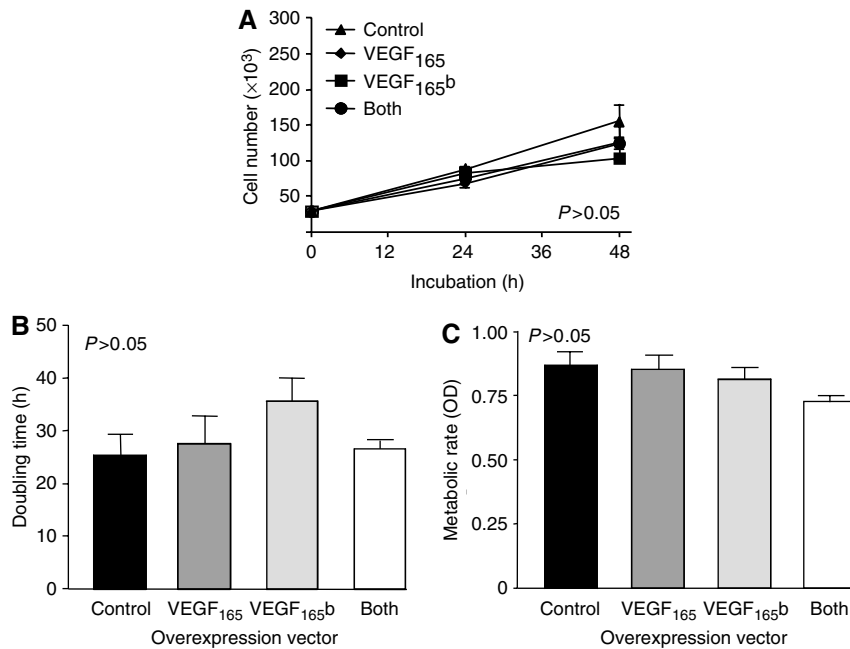 A
Control
VEGF165
VEGF165b
Both
300
250
200
150
100
50
Cell number (×10³)
P>0.05
0 12 24 36 48
Incubation (h)
B
50
40
30
20
10
0
Doubling time (h)
P>0.05
Control VEGF165 VEGF165b Both
Overexpression vector
C
1.00
0.75
0.50
0.25
0
Metabolic rate (OD)
P>0.05
Control VEGF165 VEGF165b Both
Overexpression vector